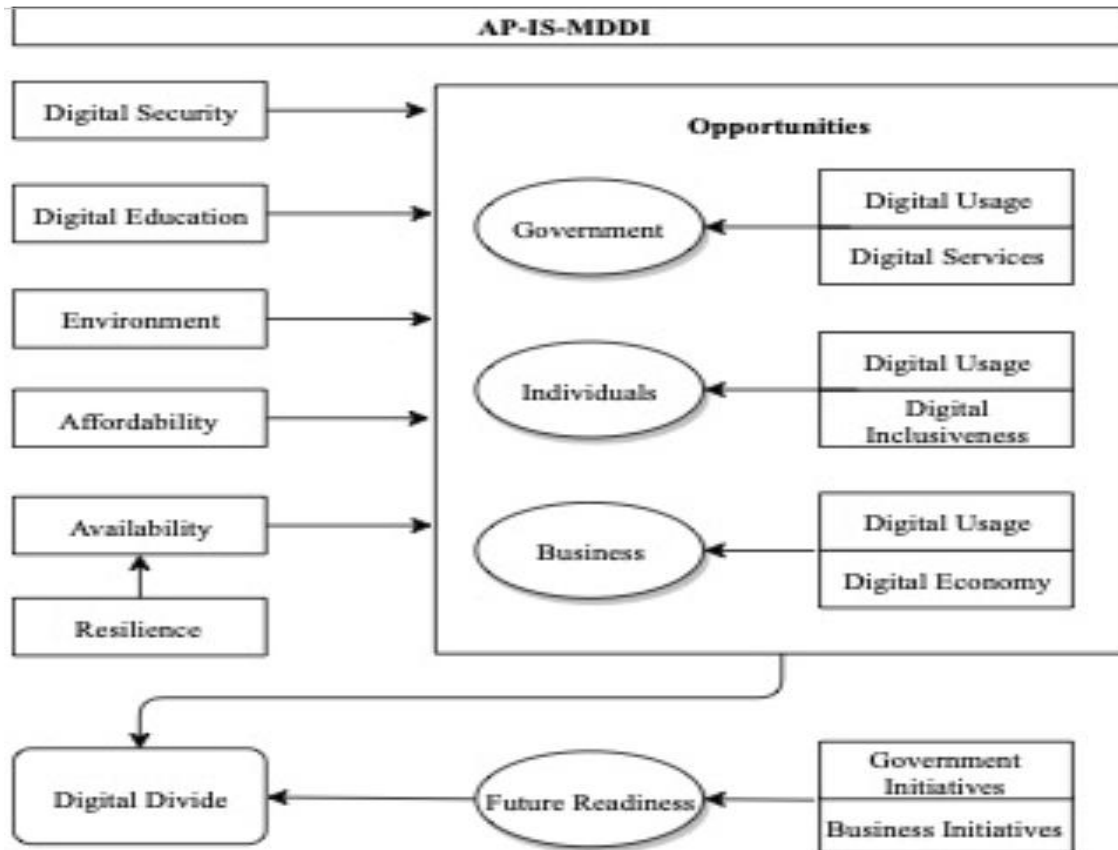 AP-IS-MDDI
Digital Security
Digital Education
Environment
Affordability
Availability
Resilience
Opportunities
Government
Digital Usage
Digital Services
Individuals
Digital Usage
Digital
Inclusiveness
Business
Digital Usage
Digital Economy
Digital Divide
Future Readiness
Government
Initiatives
Business Initiatives